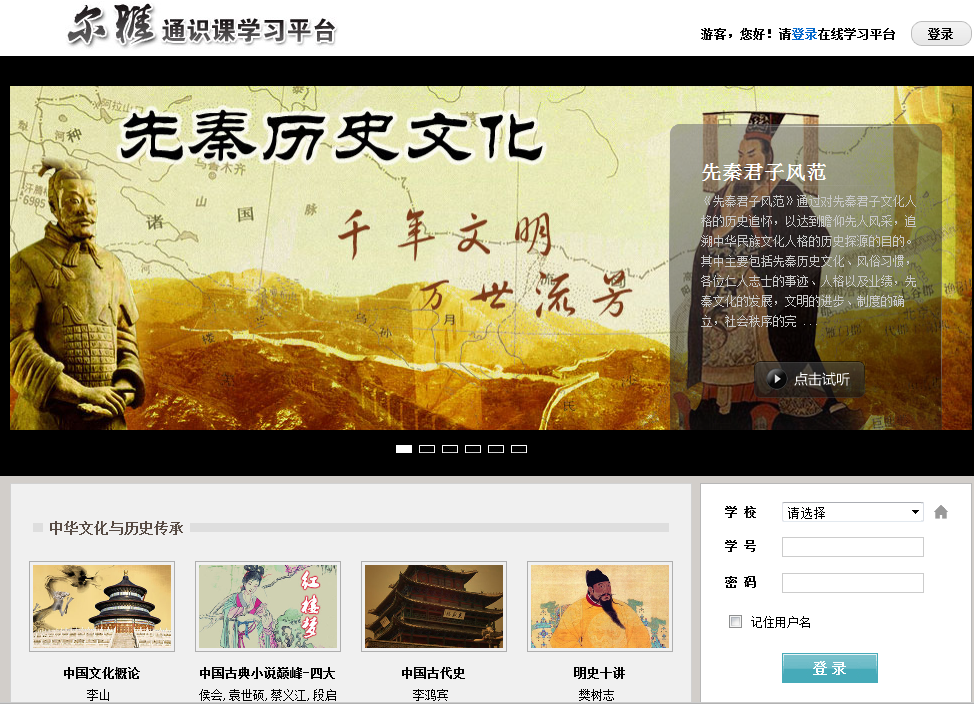 尔雅 通识课学习平台
游客，您好！请登录在线学习平台 登录
先秦历史文化
千年文明
万世流芳
诸
国
脉
山
河
种
月
先秦君子风范
《先秦君子风范》通过对先秦君子文化人
格的历史追怀，以达到瞻仰先人风采，追
溯中华民族文化人格的历史探源的目的。
其中主要包括先秦历史文化、风俗习惯，
各位仁人志士的事迹、人格以及业绩，先
秦文化的发展，文明的进步、制度的确
立，社会秩序的完 ...
点击试听
中华文化与历史传承
红楼梦
中国文化概论
李山
中国古典小说巅峰-四大
侯会, 袁世硕, 蔡义江, 段启
中国古代史
李鸿宾
明史十讲
樊树志
学 校 请选择
学 号
密 码
记住用户名
登 录